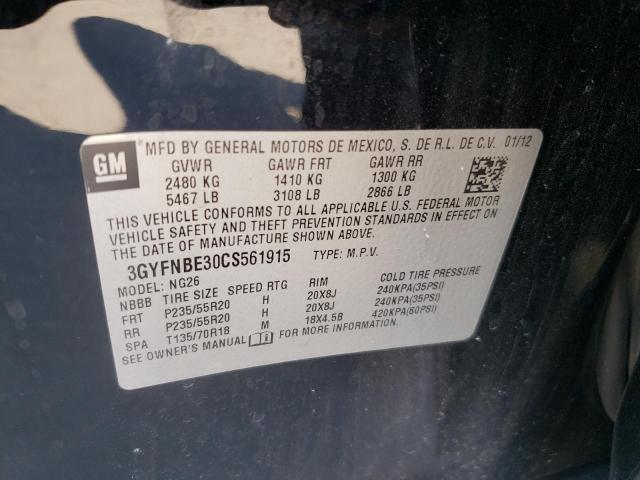 GM
MFD BY GENERAL MOTORS DE MEXICO, S. DE R.L. DE C.V. 01/12
GVWR GAWR FRT GAWR RR
2480 KG 1410 KG 1300 KG
5467 LB 3108 LB 2866 LB
THIS VEHICLE CONFORMS TO ALL APPLICABLE U.S. FEDERAL MOTOR
VEHICLE SAFETY AND THEFT PREVENTION STANDARDS IN EFFECT ON
THE DATE OF MANUFACTURE SHOWN ABOVE.
3GYFNBE30CS561915 TYPE: M.P.V.
MODEL: NG26
NBBB TIRE SIZE SPEED RTG RIM COLD TIRE PRESSURE
FRT P235/55R20 H 20X8J 240KPA(35PSI)
RR P235/55R20 H 20X8J 240KPA(35PSI)
SPA T135/70R18 M 18X4.5B 420KPA(60PSI)
SEE OWNER'S MANUAL FOR MORE INFORMATION.